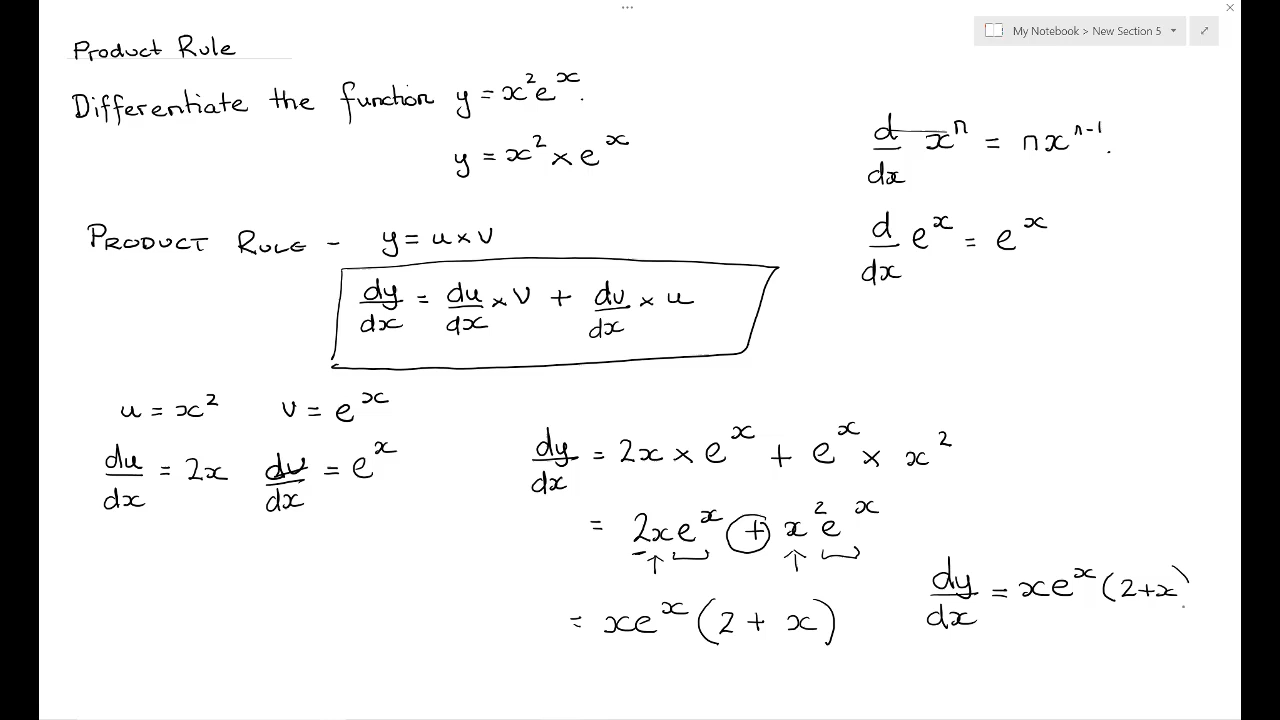 My Notebook > New Section 5
Product Rule
Differentiate the function y = x²eˣ.
y = x² × eˣ
d/dx xⁿ = nxⁿ⁻¹.
d/dx eˣ = eˣ
PRODUCT RULE - y = u × v
dy/dx = du/dx × v + dv/dx × u
u = x² v = eˣ
du/dx = 2x dv/dx = eˣ
dy/dx = 2x × eˣ + eˣ × x²
= 2xeˣ + x²eˣ
= xeˣ(2 + x)
dy/dx = xeˣ(2+x)